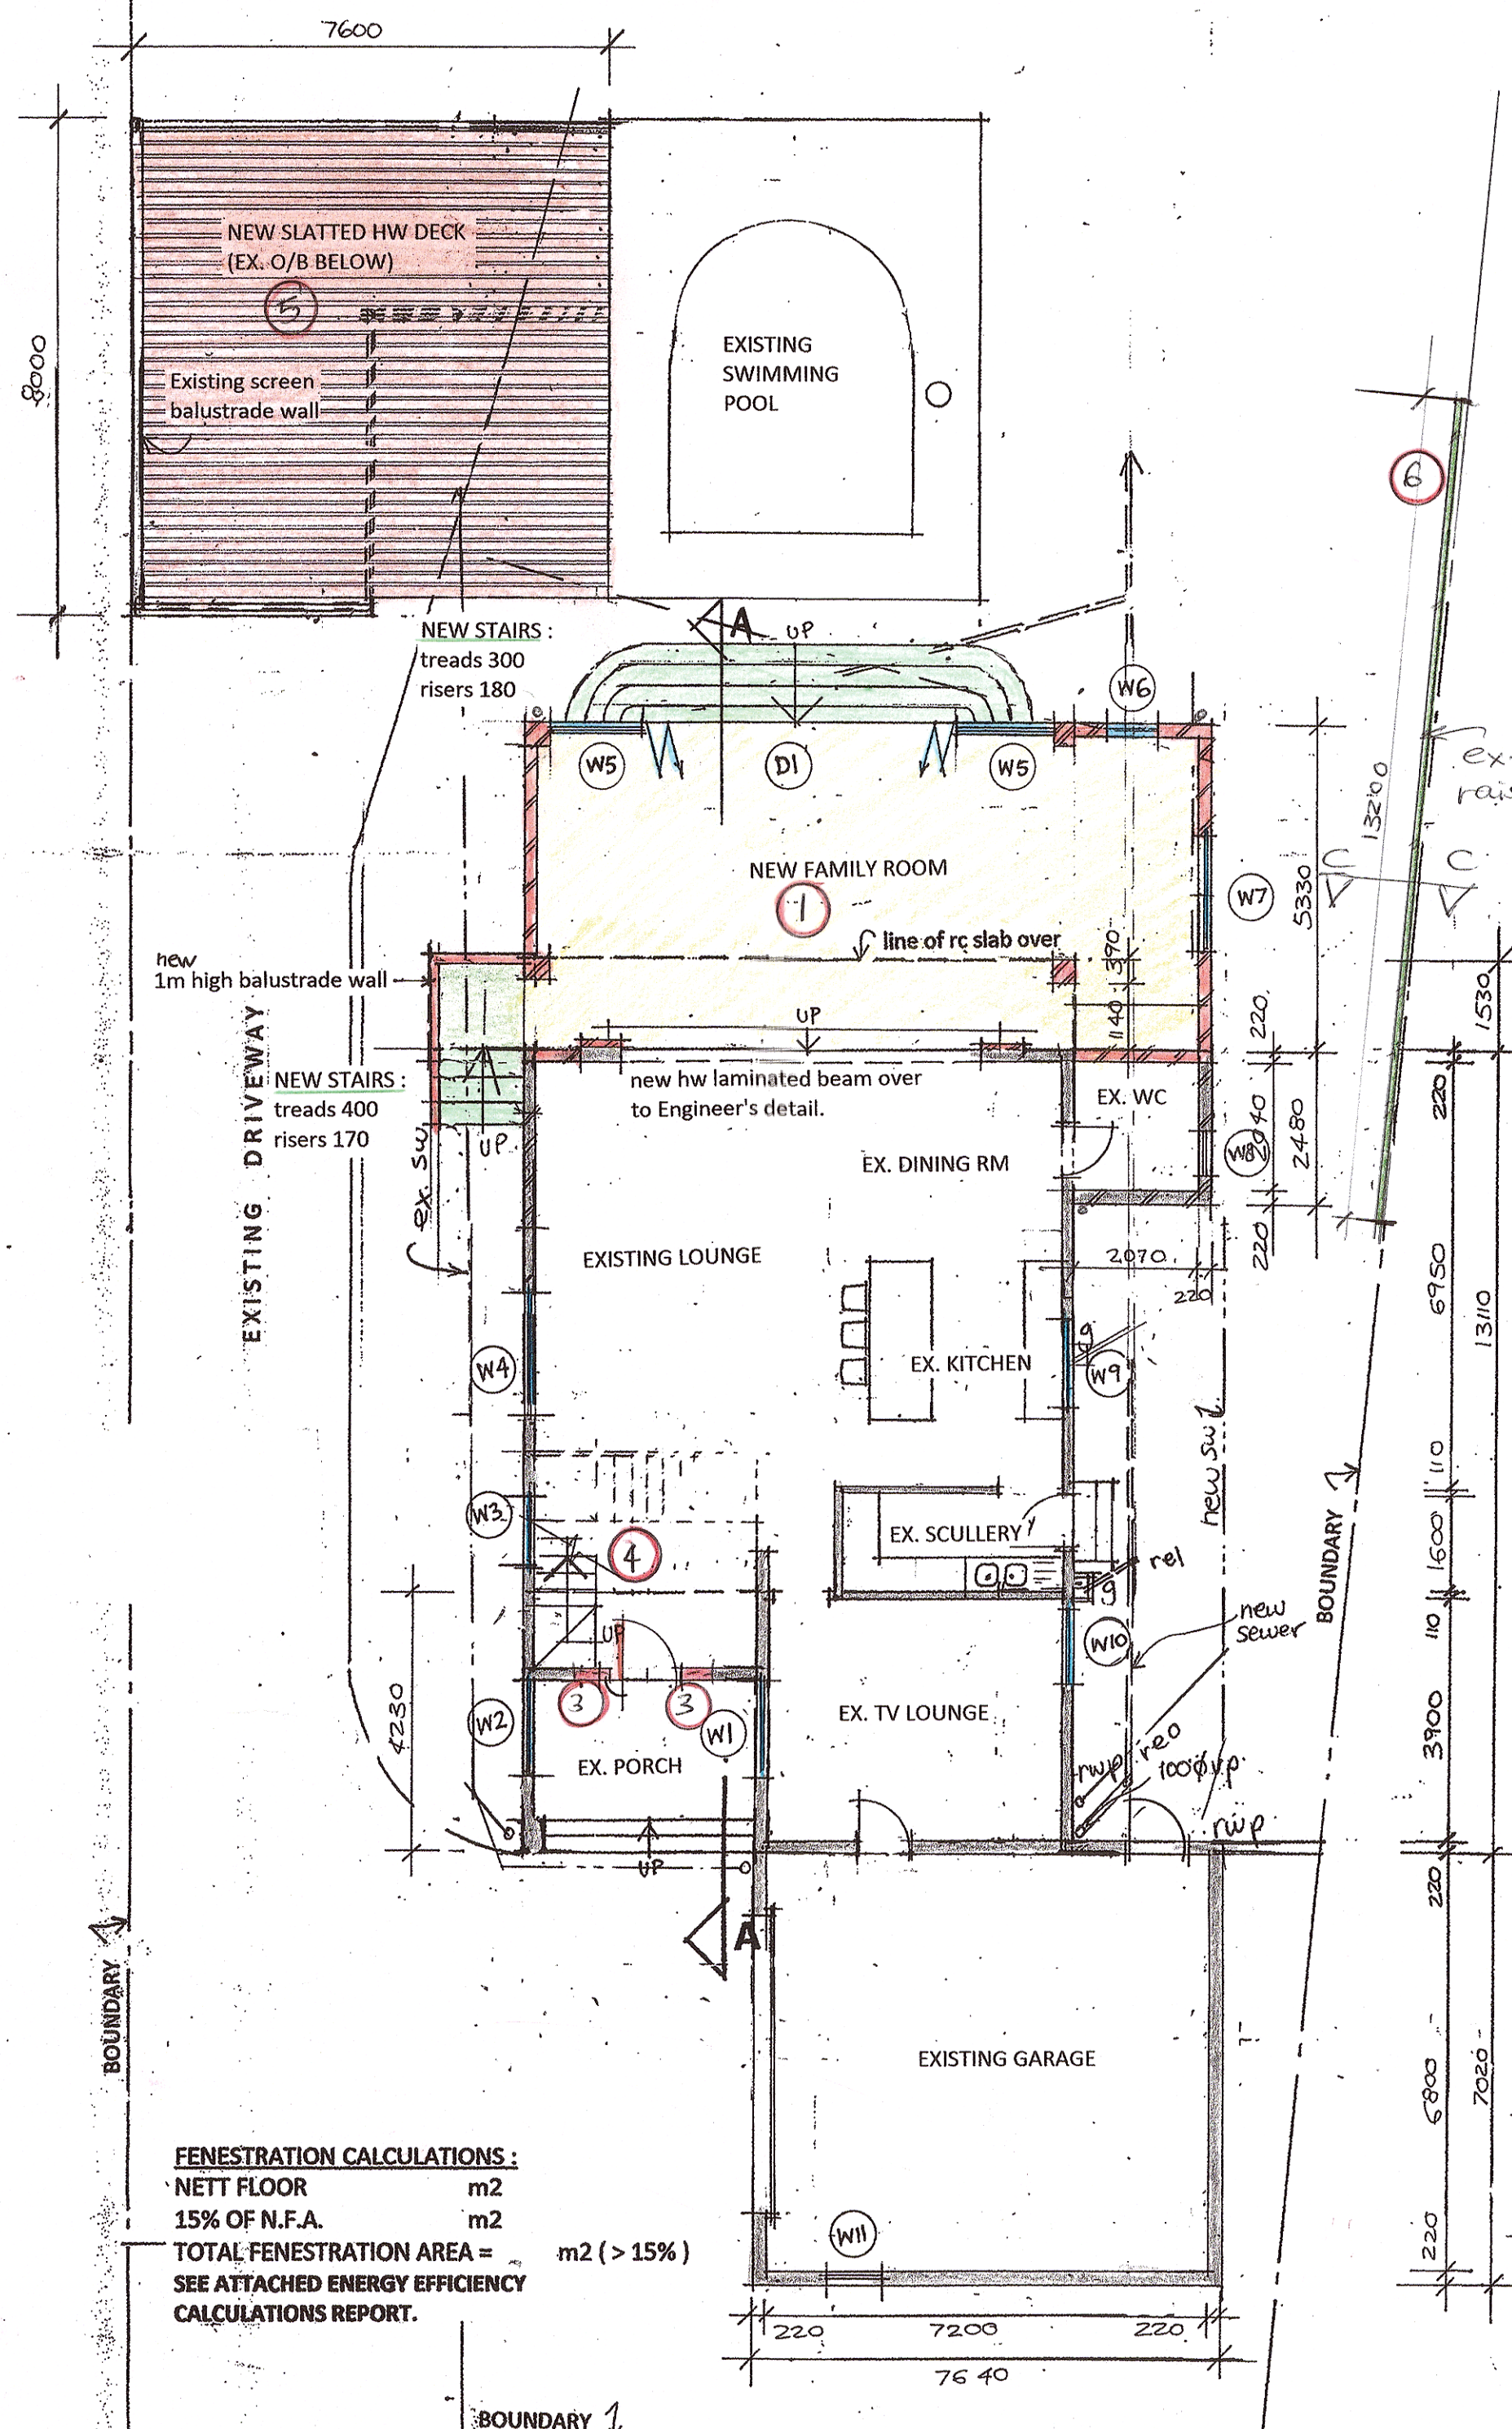 7600
NEW SLATTED HW DECK
(EX. O/B BELOW)
5
Existing screen
balustrade wall
8000
EXISTING
SWIMMING
POOL
6
NEW STAIRS :
treads 300
risers 180
A
UP
W6
W5
D1
W5
13200
NEW FAMILY ROOM
1
W7
5330
C
C
line of rc slab over
390
new
1m high balustrade wall
1140
220
1530
UP
NEW STAIRS :
treads 400
risers 170
UP
new hw laminated beam over
to Engineer's detail.
EX. WC
220
2040
2480
W8
EX. DINING RM
ex. sw
EXISTING DRIVEWAY
EXISTING LOUNGE
2070
220
220
6950
13110
W4
EX. KITCHEN
g
W9
new sw
110
W3
4
EX. SCULLERY
1600
rel
g
BOUNDARY
new
sewer
UP
W10
110
3
3
W2
W1
EX. TV LOUNGE
4230
EX. PORCH
3900
rwp
reo
100Ø v.p.
rwp
UP
220
A
BOUNDARY
EXISTING GARAGE
6800
7020
FENESTRATION CALCULATIONS :
NETT FLOOR m2
15% OF N.F.A. m2
TOTAL FENESTRATION AREA = m2 ( > 15% )
SEE ATTACHED ENERGY EFFICIENCY
CALCULATIONS REPORT.
W11
220
220
7200
220
7640
BOUNDARY